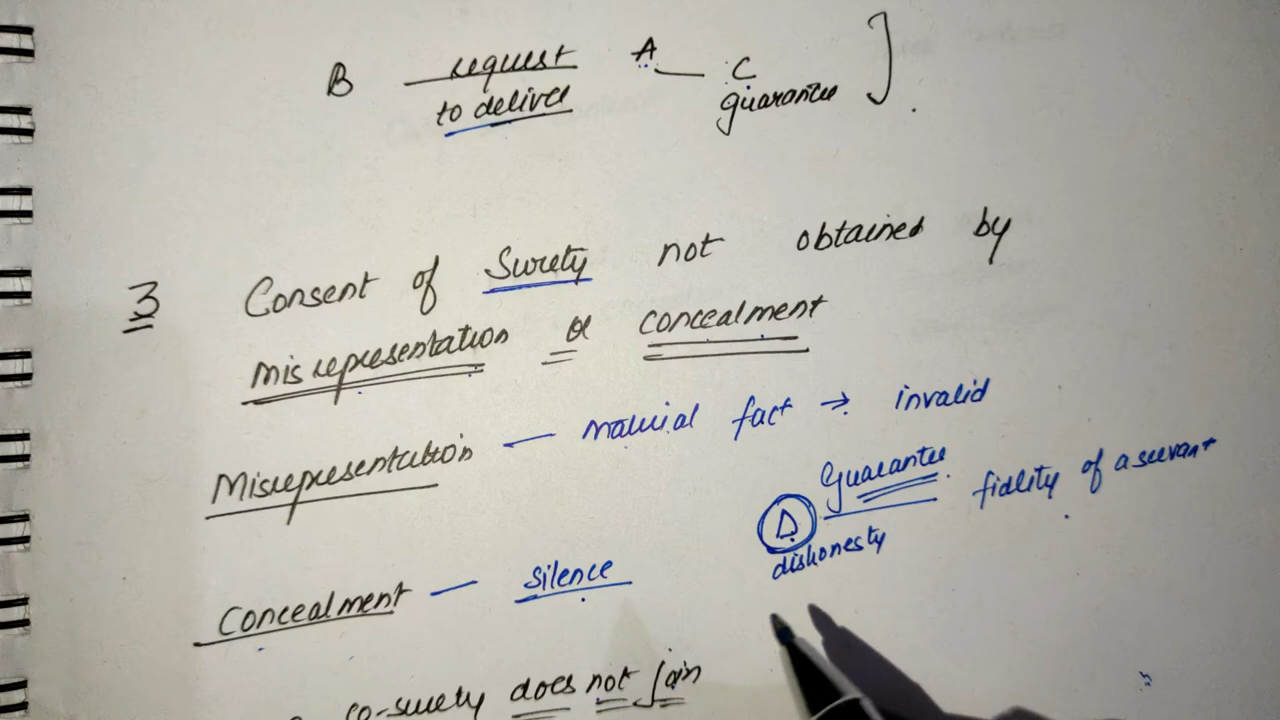 B request A C ]
to deliver guarantee .
3 Consent of Surety not obtained by
misrepresentation or concealment
Misrepresentation — material fact → invalid
Guarantee fidelity of a servant
D
dishonesty
Concealment — silence
co-surety does not join